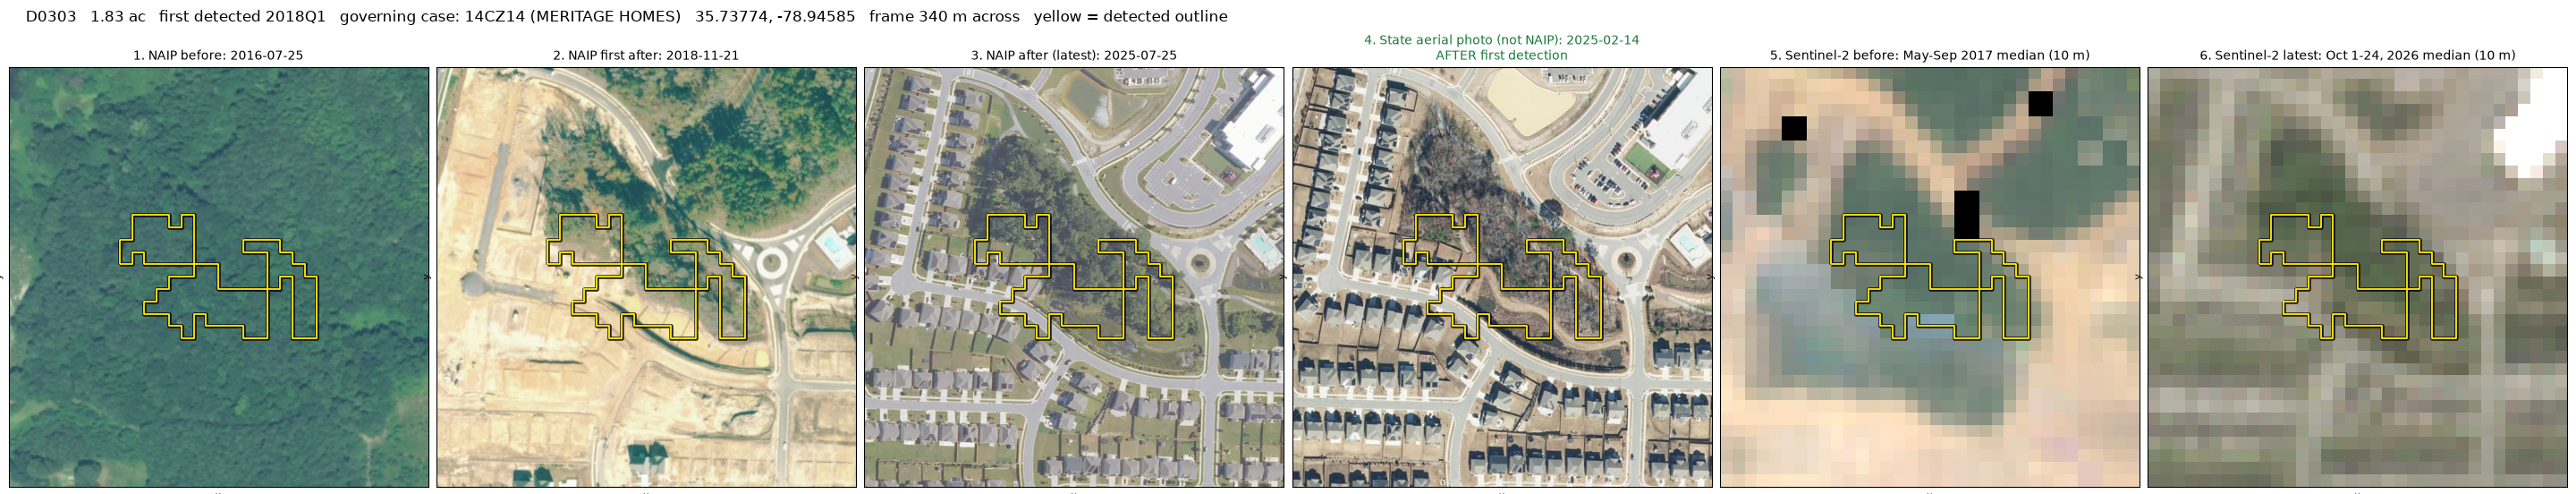 D0303   1.83 ac   first detected 2018Q1   governing case: 14CZ14 (MERITAGE HOMES)   35.73774, -78.94585   frame 340 m across   yellow = detected outline
1. NAIP before: 2016-07-25
2. NAIP first after: 2018-11-21
3. NAIP after (latest): 2025-07-25
4. State aerial photo (not NAIP): 2025-02-14
AFTER first detection
5. Sentinel-2 before: May-Sep 2017 median (10 m)
6. Sentinel-2 latest: Oct 1-24, 2026 median (10 m)